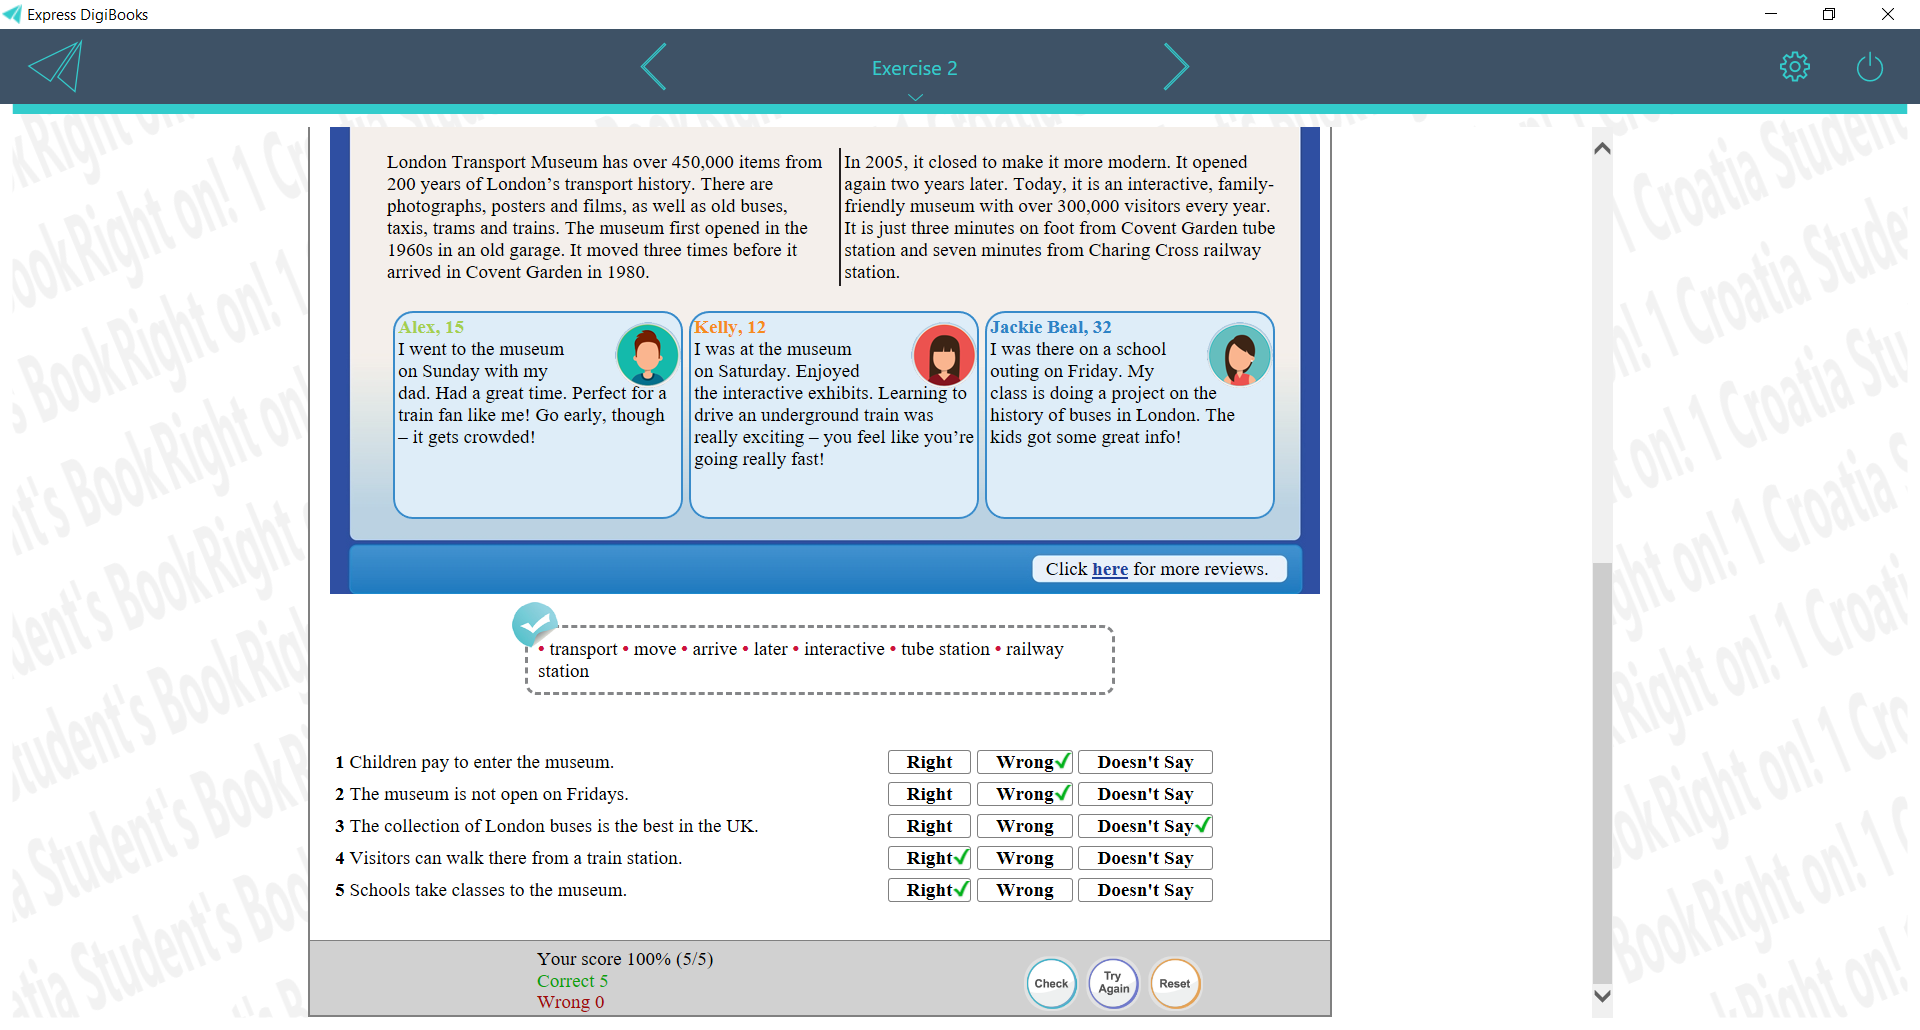 Express DigiBooks
Exercise 2
London Transport Museum has over 450,000 items from
200 years of London’s transport history. There are
photographs, posters and films, as well as old buses,
taxis, trams and trains. The museum first opened in the
1960s in an old garage. It moved three times before it
arrived in Covent Garden in 1980.
In 2005, it closed to make it more modern. It opened
again two years later. Today, it is an interactive, family-
friendly museum with over 300,000 visitors every year.
It is just three minutes on foot from Covent Garden tube
station and seven minutes from Charing Cross railway
station.
Alex, 15
I went to the museum
on Sunday with my
dad. Had a great time. Perfect for a
train fan like me! Go early, though
– it gets crowded!
Kelly, 12
I was at the museum
on Saturday. Enjoyed
the interactive exhibits. Learning to
drive an underground train was
really exciting – you feel like you’re
going really fast!
Jackie Beal, 32
I was there on a school
outing on Friday. My
class is doing a project on the
history of buses in London. The
kids got some great info!
Click here for more reviews.
• transport • move • arrive • later • interactive • tube station • railway
station
1 Children pay to enter the museum. Right Wrong Doesn't Say
2 The museum is not open on Fridays. Right Wrong Doesn't Say
3 The collection of London buses is the best in the UK. Right Wrong Doesn't Say
4 Visitors can walk there from a train station. Right Wrong Doesn't Say
5 Schools take classes to the museum. Right Wrong Doesn't Say
Your score 100% (5/5)
Correct 5
Wrong 0
Check
Try
Again
Reset